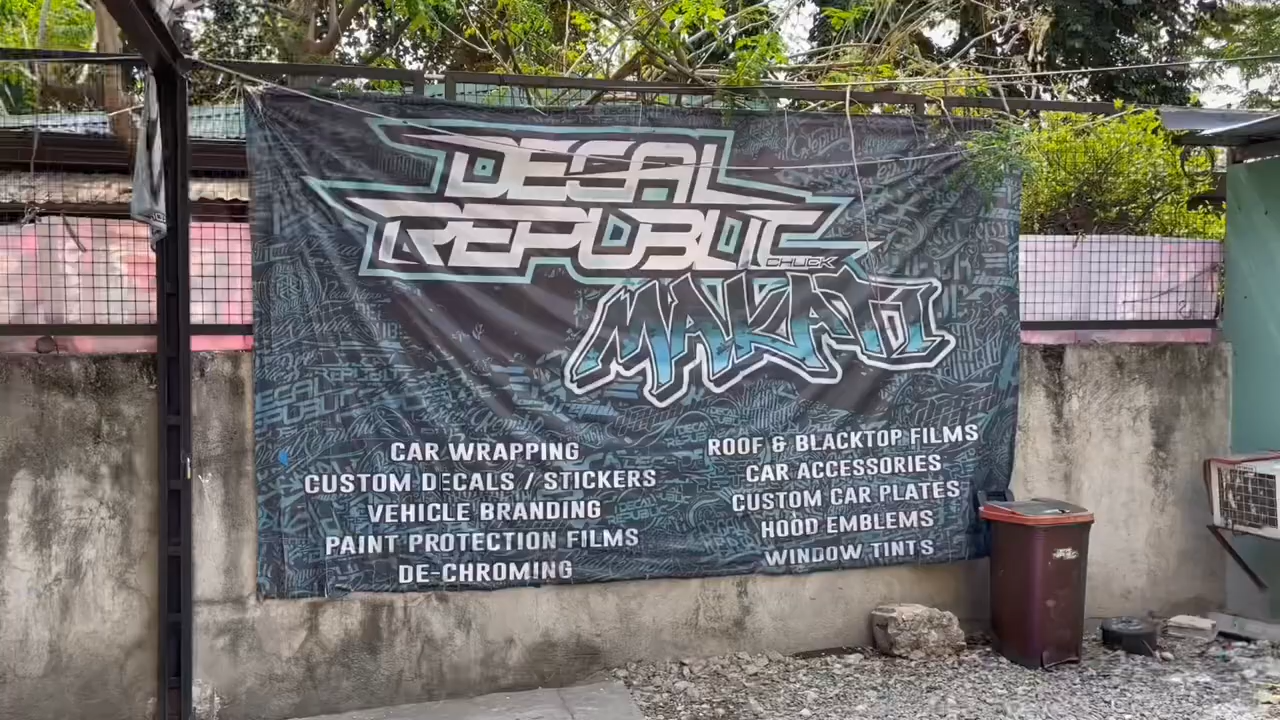 DECAL
REPUBLIC
CHUCK
MAKATI
CAR WRAPPING
CUSTOM DECALS / STICKERS
VEHICLE BRANDING
PAINT PROTECTION FILMS
DE-CHROMING
ROOF & BLACKTOP FILMS
CAR ACCESSORIES
CUSTOM CAR PLATES
HOOD EMBLEMS
WINDOW TINTS